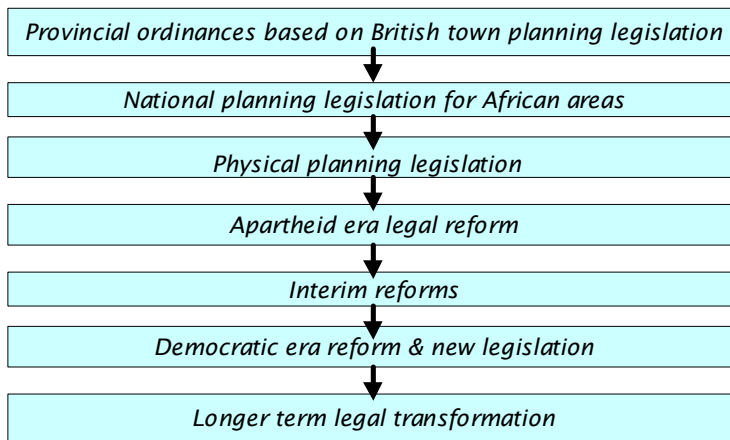 Provincial ordinances based on British town planning legislation
National planning legislation for African areas
Physical planning legislation
Apartheid era legal reform
Interim reforms
Democratic era reform & new legislation
Longer term legal transformation